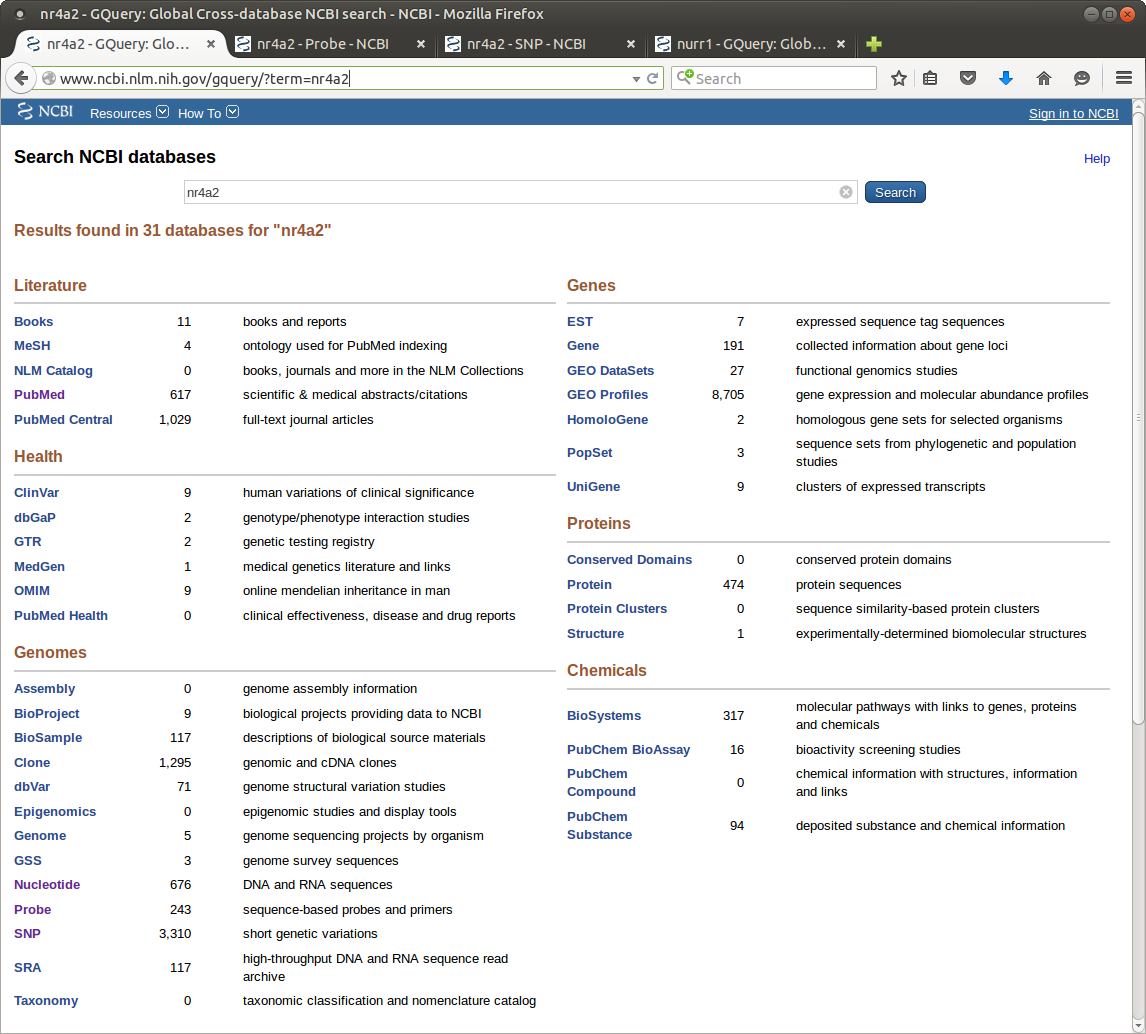 nr4a2 - GQuery: Global Cross-database NCBI search - NCBI - Mozilla Firefox
nr4a2 - GQuery: Glo... nr4a2 - Probe - NCBI nr4a2 - SNP - NCBI nurr1 - GQuery: Glob...
www.ncbi.nlm.nih.gov/gquery/?term=nr4a2 Search
NCBI Resources How To Sign in to NCBI
Search NCBI databases Help
nr4a2 Search
Results found in 31 databases for "nr4a2"
Literature
Books 11 books and reports
MeSH 4 ontology used for PubMed indexing
NLM Catalog 0 books, journals and more in the NLM Collections
PubMed 617 scientific & medical abstracts/citations
PubMed Central 1,029 full-text journal articles
Health
ClinVar 9 human variations of clinical significance
dbGaP 2 genotype/phenotype interaction studies
GTR 2 genetic testing registry
MedGen 1 medical genetics literature and links
OMIM 9 online mendelian inheritance in man
PubMed Health 0 clinical effectiveness, disease and drug reports
Genomes
Assembly 0 genome assembly information
BioProject 9 biological projects providing data to NCBI
BioSample 117 descriptions of biological source materials
Clone 1,295 genomic and cDNA clones
dbVar 71 genome structural variation studies
Epigenomics 0 epigenomic studies and display tools
Genome 5 genome sequencing projects by organism
GSS 3 genome survey sequences
Nucleotide 676 DNA and RNA sequences
Probe 243 sequence-based probes and primers
SNP 3,310 short genetic variations
SRA 117 high-throughput DNA and RNA sequence read
archive
Taxonomy 0 taxonomic classification and nomenclature catalog
Genes
EST 7 expressed sequence tag sequences
Gene 191 collected information about gene loci
GEO DataSets 27 functional genomics studies
GEO Profiles 8,705 gene expression and molecular abundance profiles
HomoloGene 2 homologous gene sets for selected organisms
PopSet 3 sequence sets from phylogenetic and population
studies
UniGene 9 clusters of expressed transcripts
Proteins
Conserved Domains 0 conserved protein domains
Protein 474 protein sequences
Protein Clusters 0 sequence similarity-based protein clusters
Structure 1 experimentally-determined biomolecular structures
Chemicals
BioSystems 317 molecular pathways with links to genes, proteins
and chemicals
PubChem BioAssay 16 bioactivity screening studies
PubChem 0 chemical information with structures, information
Compound and links
PubChem 94 deposited substance and chemical information
Substance